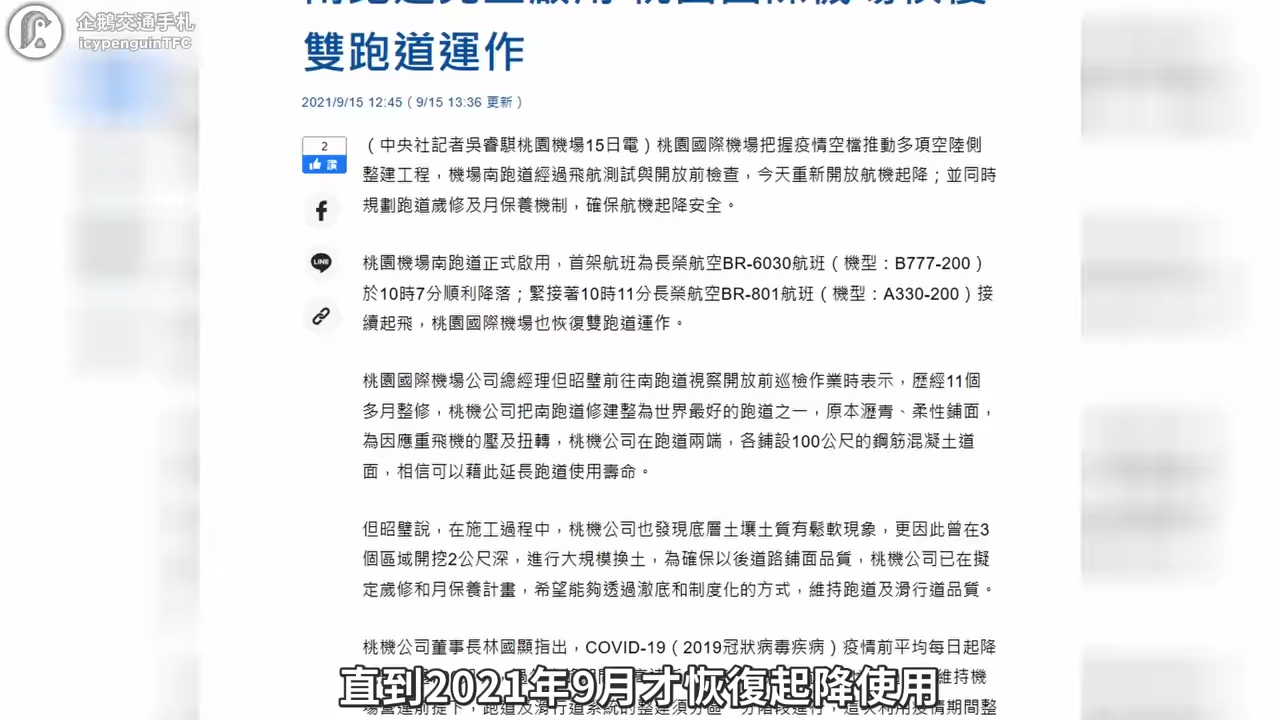 企鵝交通手札
icypenguinTFC
雙跑道運作
2021/9/15 12:45（9/15 13:36 更新）
2
讚
（中央社記者吳睿騏桃園機場15日電）桃園國際機場把握疫情空檔推動多項空陸側
整建工程，機場南跑道經過飛航測試與開放前檢查，今天重新開放航機起降；並同時
規劃跑道歲修及月保養機制，確保航機起降安全。
桃園機場南跑道正式啟用，首架航班為長榮航空BR-6030航班（機型：B777-200）
於10時7分順利降落；緊接著10時11分長榮航空BR-801航班（機型：A330-200）接
續起飛，桃園國際機場也恢復雙跑道運作。
LINE
桃園國際機場公司總經理但昭璧前往南跑道視察開放前巡檢作業時表示，歷經11個
多月整修，桃機公司把南跑道修建整為世界最好的跑道之一，原本瀝青、柔性鋪面，
為因應重飛機的壓及扭轉，桃機公司在跑道兩端，各鋪設100公尺的鋼筋混凝土道
面，相信可以藉此延長跑道使用壽命。
但昭璧說，在施工過程中，桃機公司也發現底層土壤土質有鬆軟現象，更因此曾在3
個區域開挖2公尺深，進行大規模換土，為確保以後道路鋪面品質，桃機公司已在擬
定歲修和月保養計畫，希望能夠透過澈底和制度化的方式，維持跑道及滑行道品質。
桃機公司董事長林國顯指出，COVID-19（2019冠狀病毒疾病）疫情前平均每日起降
維持機
直到2021年9月才恢復起降使用